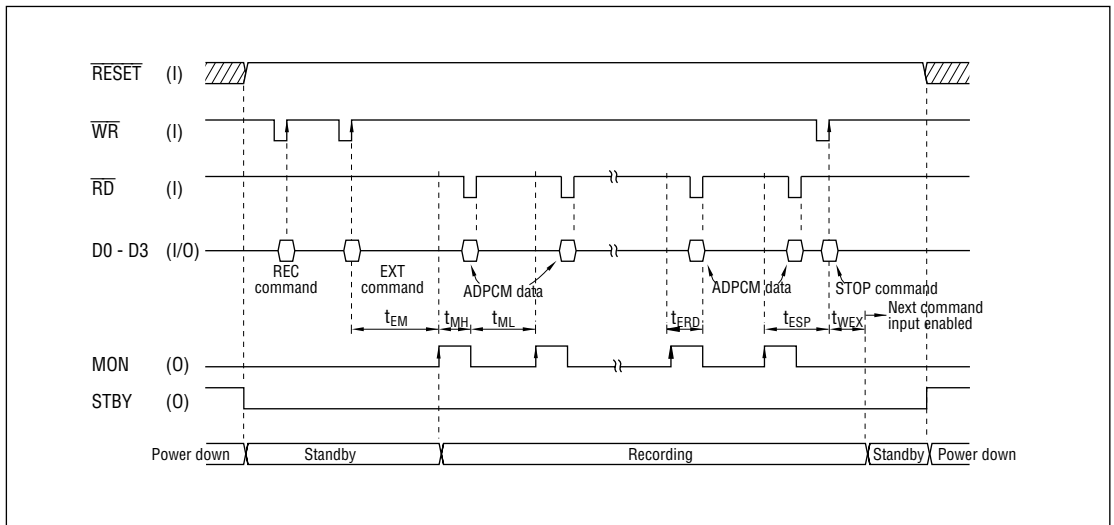 RESET (I)
WR (I)
RD (I)
D0 - D3 (I/O)
REC
command
EXT
command
ADPCM data
ADPCM data
STOP command
tEM
tMH
tML
tERD
tESP
tWEX
Next command
input enabled
MON (O)
STBY (O)
Power down
Standby
Recording
Standby
Power down